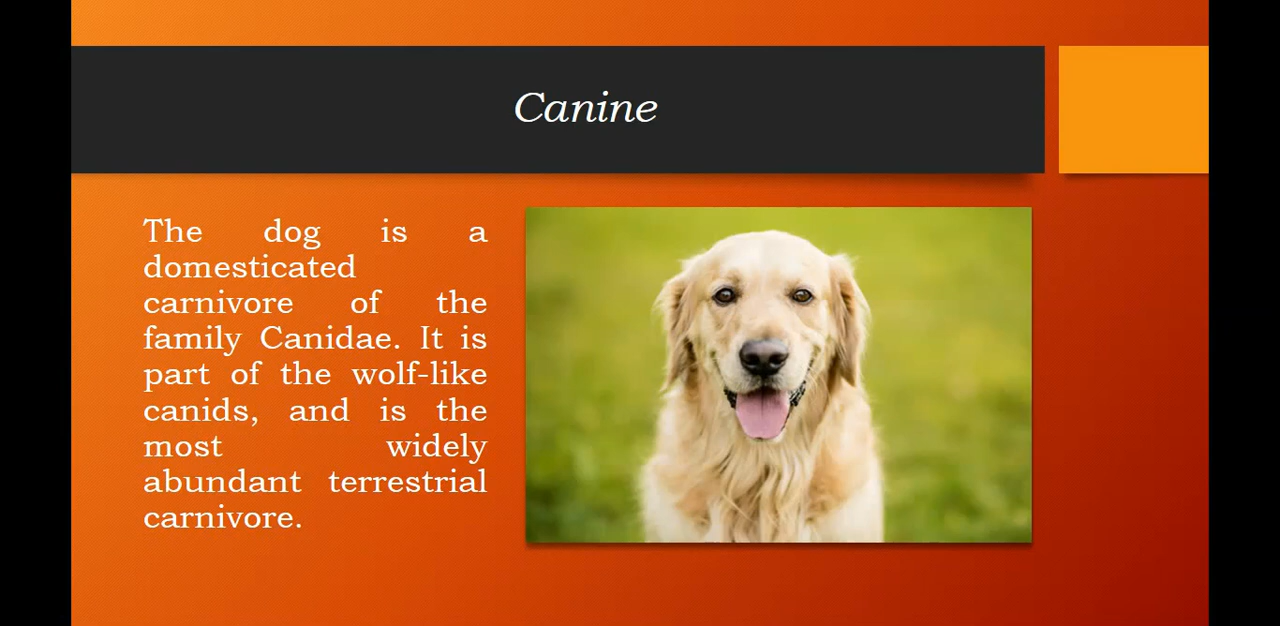 Canine
The dog is a
domesticated
carnivore of the
family Canidae. It is
part of the wolf-like
canids, and is the
most widely
abundant terrestrial
carnivore.